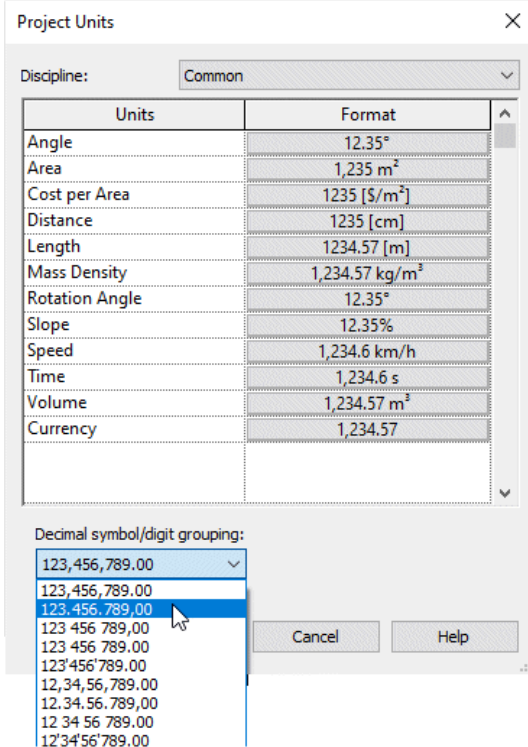 Project Units
Discipline: Common
Units Format
Angle 12.35°
Area 1,235 m²
Cost per Area 1235 [$/m²]
Distance 1235 [cm]
Length 1234.57 [m]
Mass Density 1,234.57 kg/m³
Rotation Angle 12.35°
Slope 12.35%
Speed 1,234.6 km/h
Time 1,234.6 s
Volume 1,234.57 m³
Currency 1,234.57
Decimal symbol/digit grouping:
123,456,789.00
123,456,789.00
123.456.789,00
123 456 789,00
123 456 789.00
123'456'789.00
Cancel Help
12,34,56,789.00
12.34.56.789,00
12 34 56 789.00
12'34'56'789.00